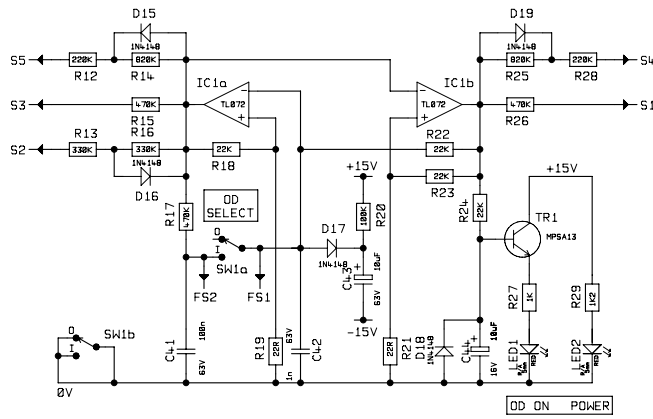 D15
1N4148
D19
1N4148
S5
220K
R12
820K
R14
IC1a
TL072
IC1b
TL072
820K
R25
220K
R28
S4
S3
470K
R15
470K
R26
S1
S2
R13
330K
R16
330K
1N4148
D16
22K
R18
R22
22K
22K
R23
+15V
+15V
R17
470K
OD
SELECT
100K
R20
R24
22K
TR1
MPSA13
O
I
SW1a
FS2
FS1
D17
1N4148
+
C43
10uF
63V
-15V
R27
1K
R29
1K2
O
I
SW1b
0V
C41
100n
63V
R19
22R
63V
C42
1n
R21
22R
D18
1N4148
+
C44
10uF
16V
LED1
R/A
5mm
RED
LED2
R/A
5mm
RED
OD ON POWER